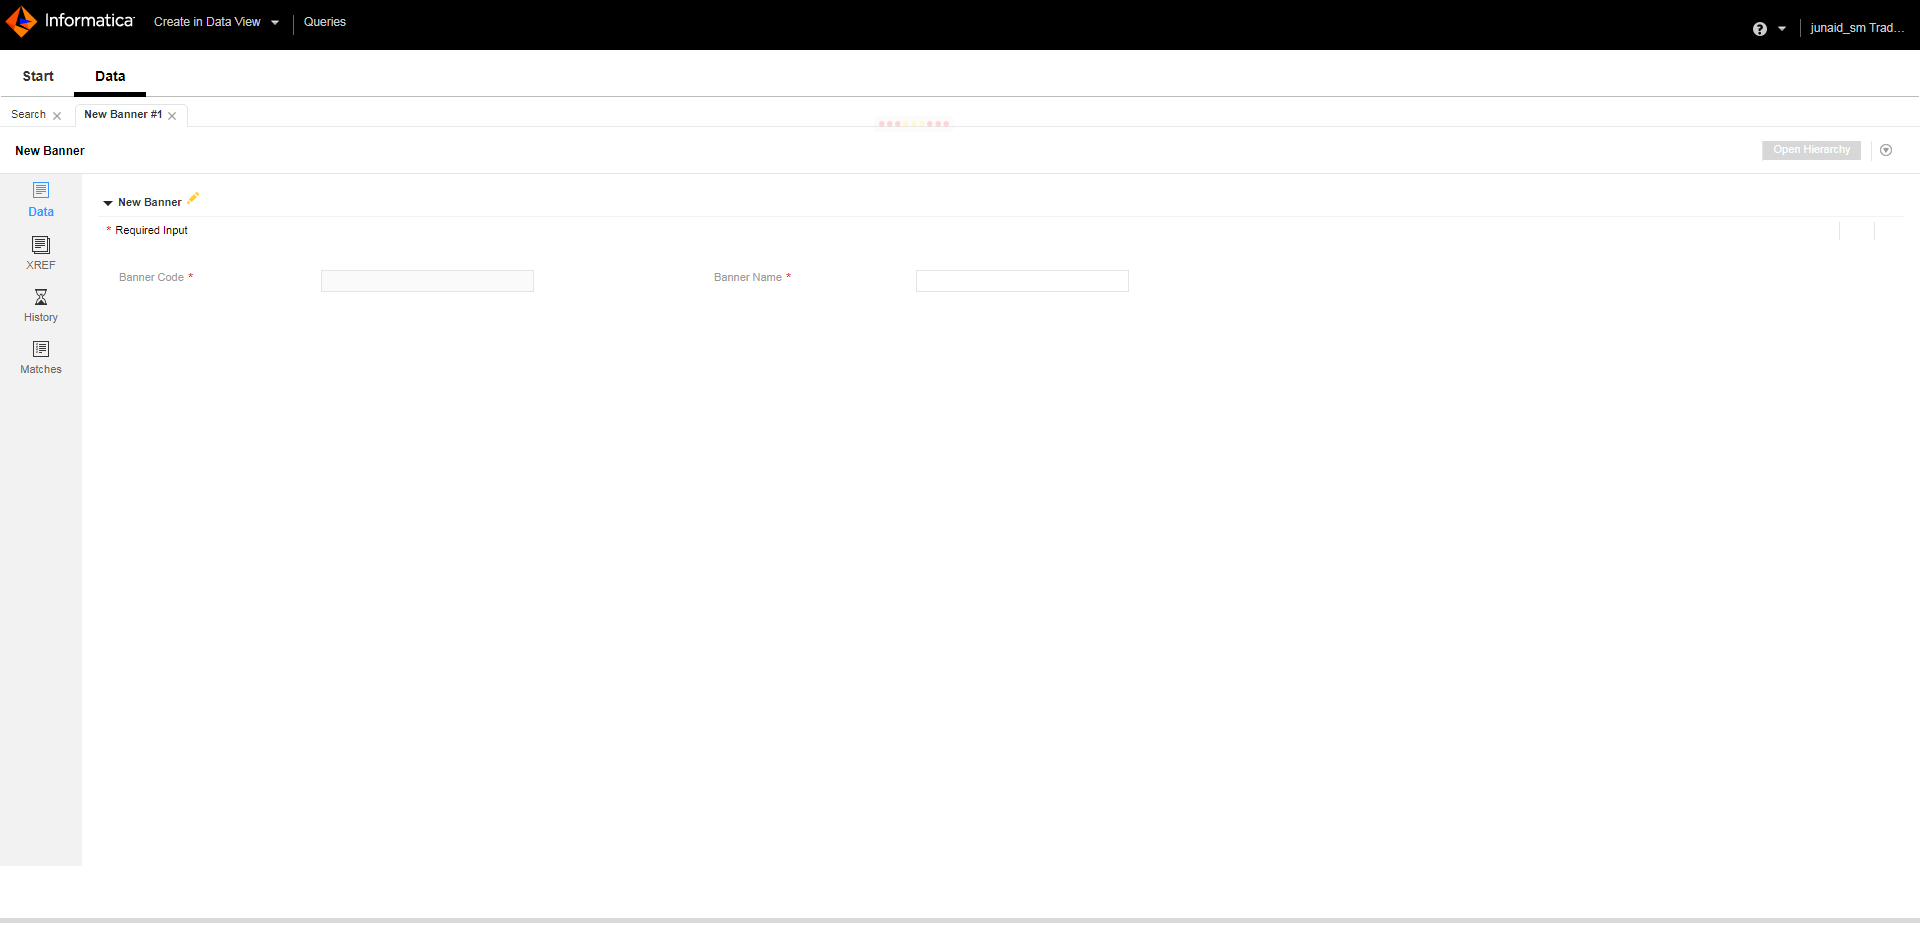 Informatica Create in Data View Queries ? junaid_sm Trad...
Start Data
Search New Banner #1
New Banner Open Hierarchy
Data
New Banner
* Required Input
XREF
Banner Code * Banner Name *
History
Matches